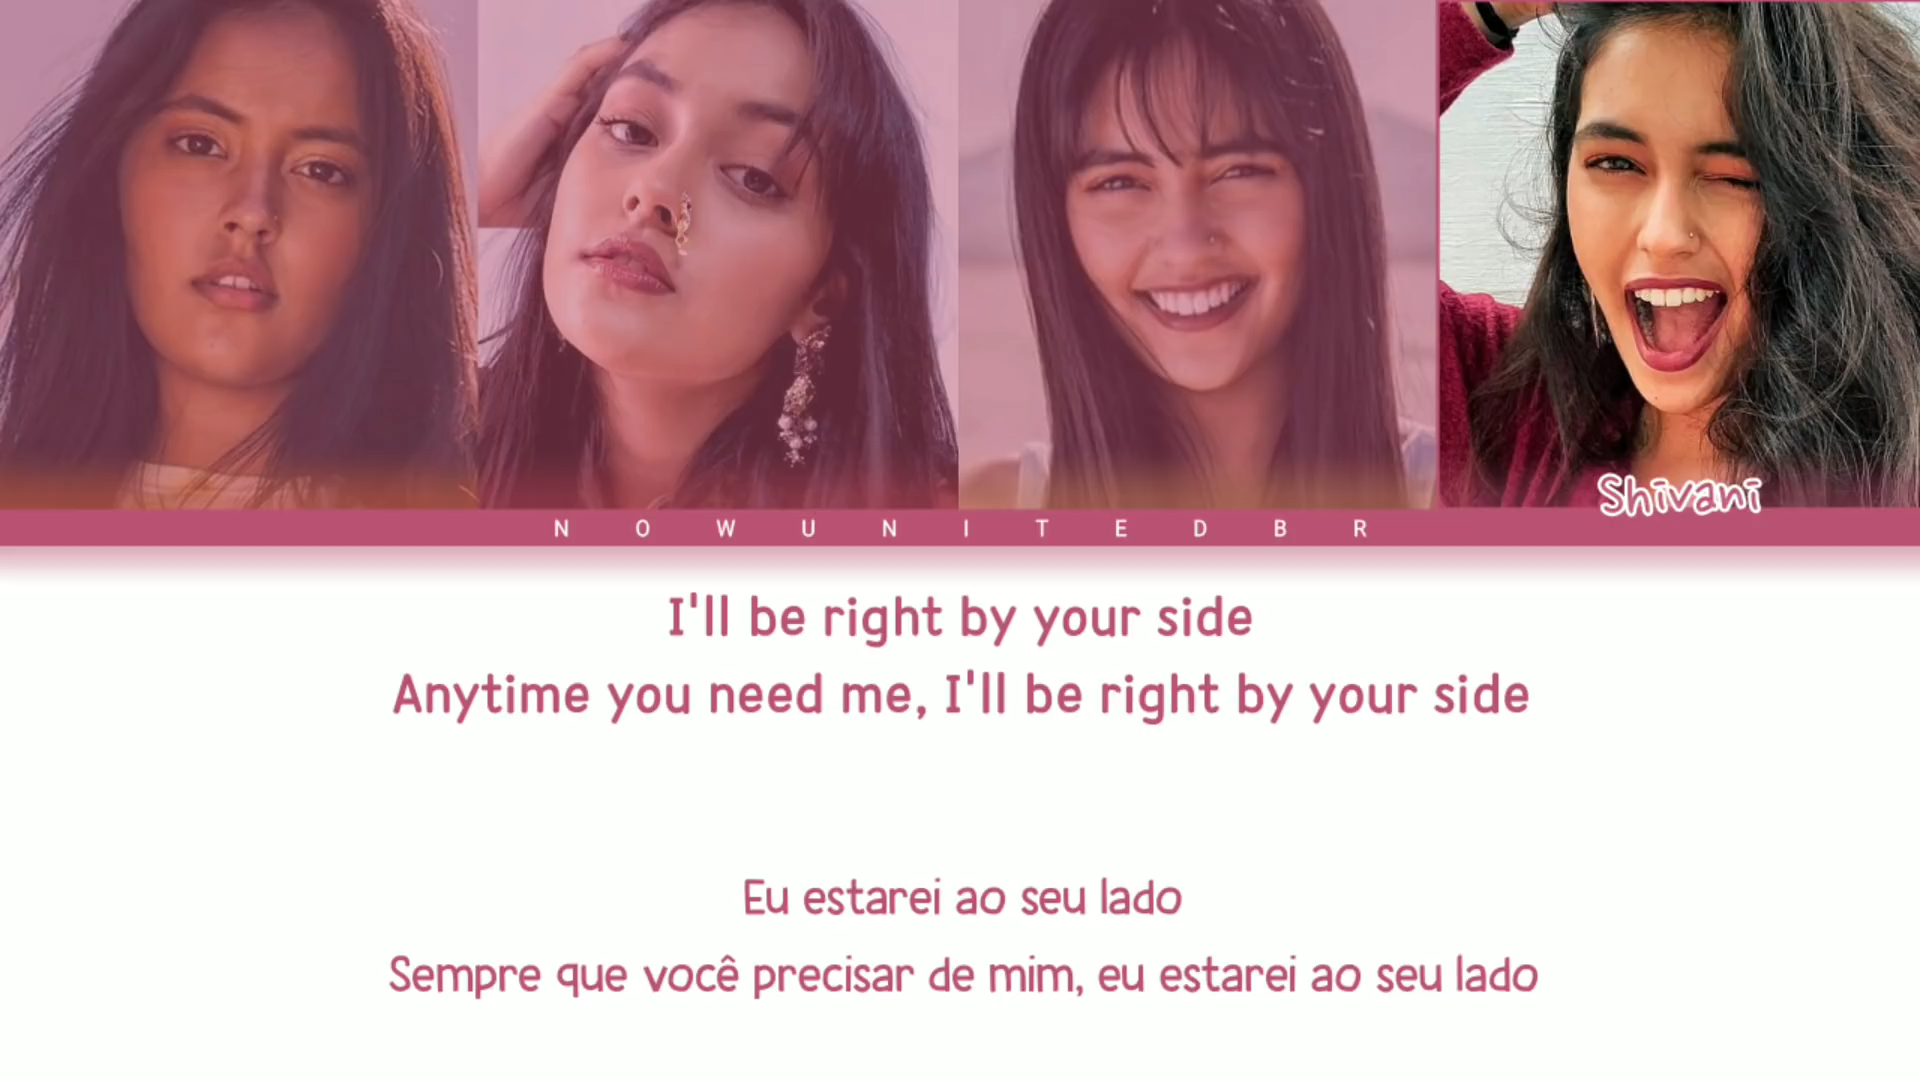 Shivani
NOWUNITEDBR
I'll be right by your side
Anytime you need me, I'll be right by your side
Eu estarei ao seu lado
Sempre que você precisar de mim, eu estarei ao seu lado